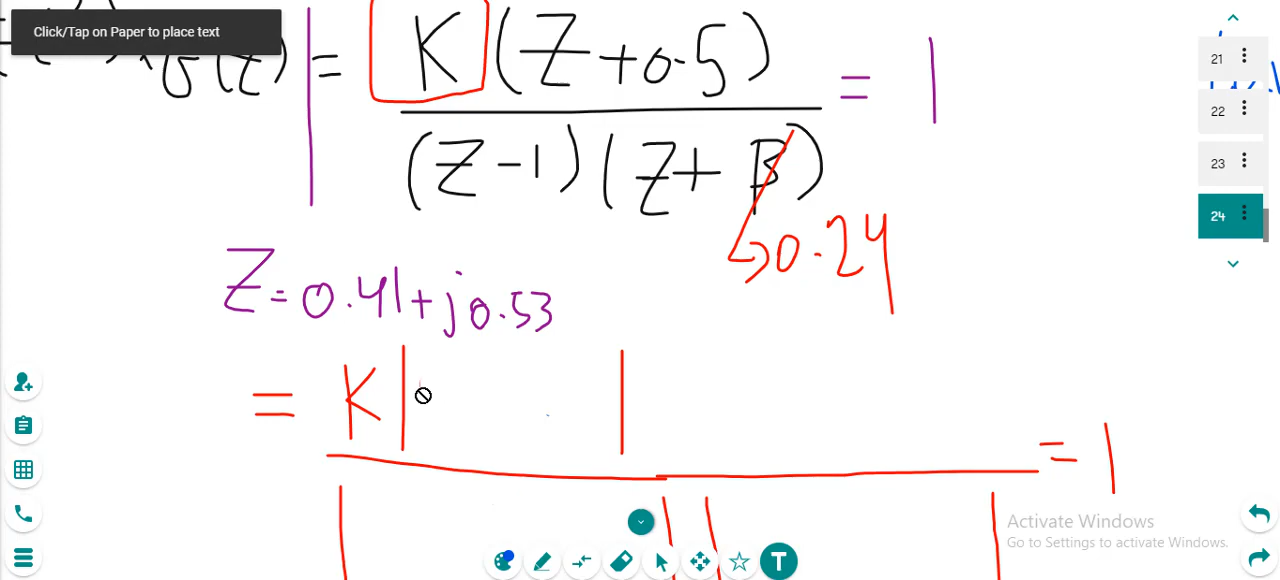 Click/Tap on Paper to place text
G(z) | = K(Z+0.5) = 1
(Z-1)(Z+β)
0.24
Z = 0.41+j0.53
= K| | = 1
21
22
23
24
Activate Windows
Go to Settings to activate Windows.
T